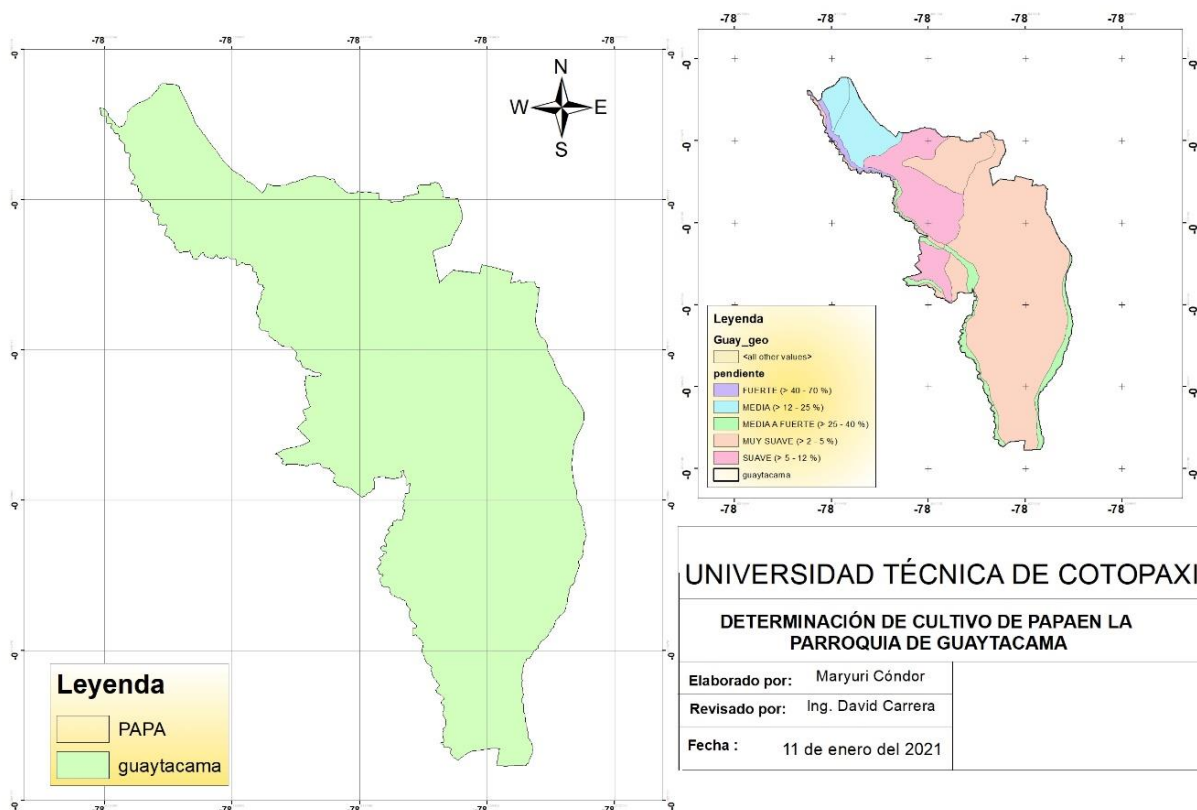 -78 -78 -78 -78 -78
N
W E
S
Leyenda
PAPA
guaytacama
-78 -78 -78 -78 -78
-78 -78 -78 -78 -78
Leyenda
Guay_geo
<all other values>
pendiente
FUERTE (> 40 - 70 %)
MEDIA (> 12 - 25 %)
MEDIA A FUERTE (> 25 - 40 %)
MUY SUAVE (> 2 - 5 %)
SUAVE (> 5 - 12 %)
guaytacama
-78 -78 -78 -78 -78
UNIVERSIDAD TÉCNICA DE COTOPAXI
DETERMINACIÓN DE CULTIVO DE PAPAEN LA
PARROQUIA DE GUAYTACAMA
Elaborado por: Maryuri Cóndor
Revisado por: Ing. David Carrera
Fecha : 11 de enero del 2021